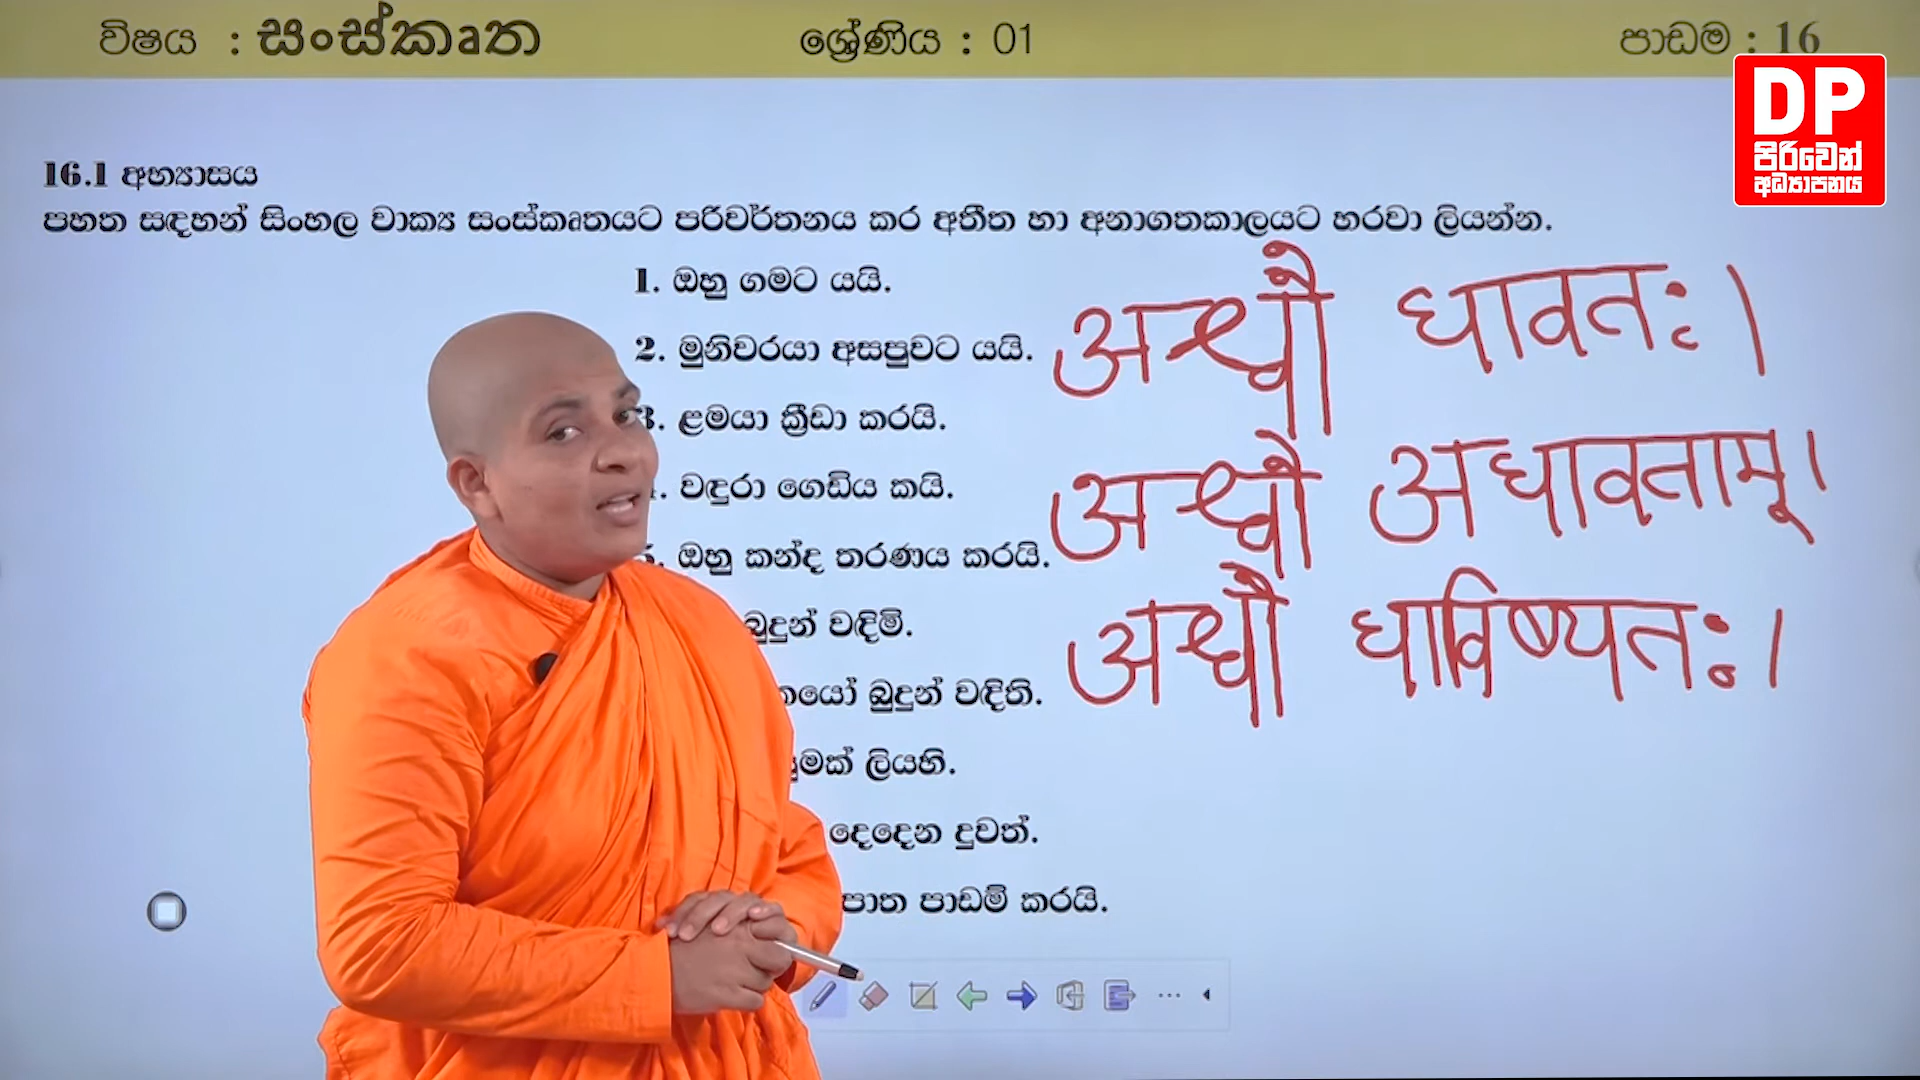 විෂය : සංස්කෘත ශ්‍රේණිය : 01 පාඩම : 16
DP
පිරිවෙන්
අධ්‍යාපනය
16.1 අභ්‍යාසය
පහත සඳහන් සිංහල වාක්‍ය සංස්කෘතයට පරිවර්තනය කර අතීත හා අනාගතකාලයට හරවා ලියන්න.
1. ඔහු ගමට යයි.
2. මුනිවරයා අසපුවට යයි.
3. ළමයා ක්‍රීඩා කරයි.
වඳුරා ගෙඩිය කයි.
ඔහු කන්ද තරණය කරයි.
බුදුන් වඳිමි.
බුදුන් වඳිති.
ලියහි.
දෙදෙන දුවත්.
පාඩම් කරයි.
अश्वौ धावतः।
अश्वौ अधावताम्।
अश्वौ धाविष्यतः।